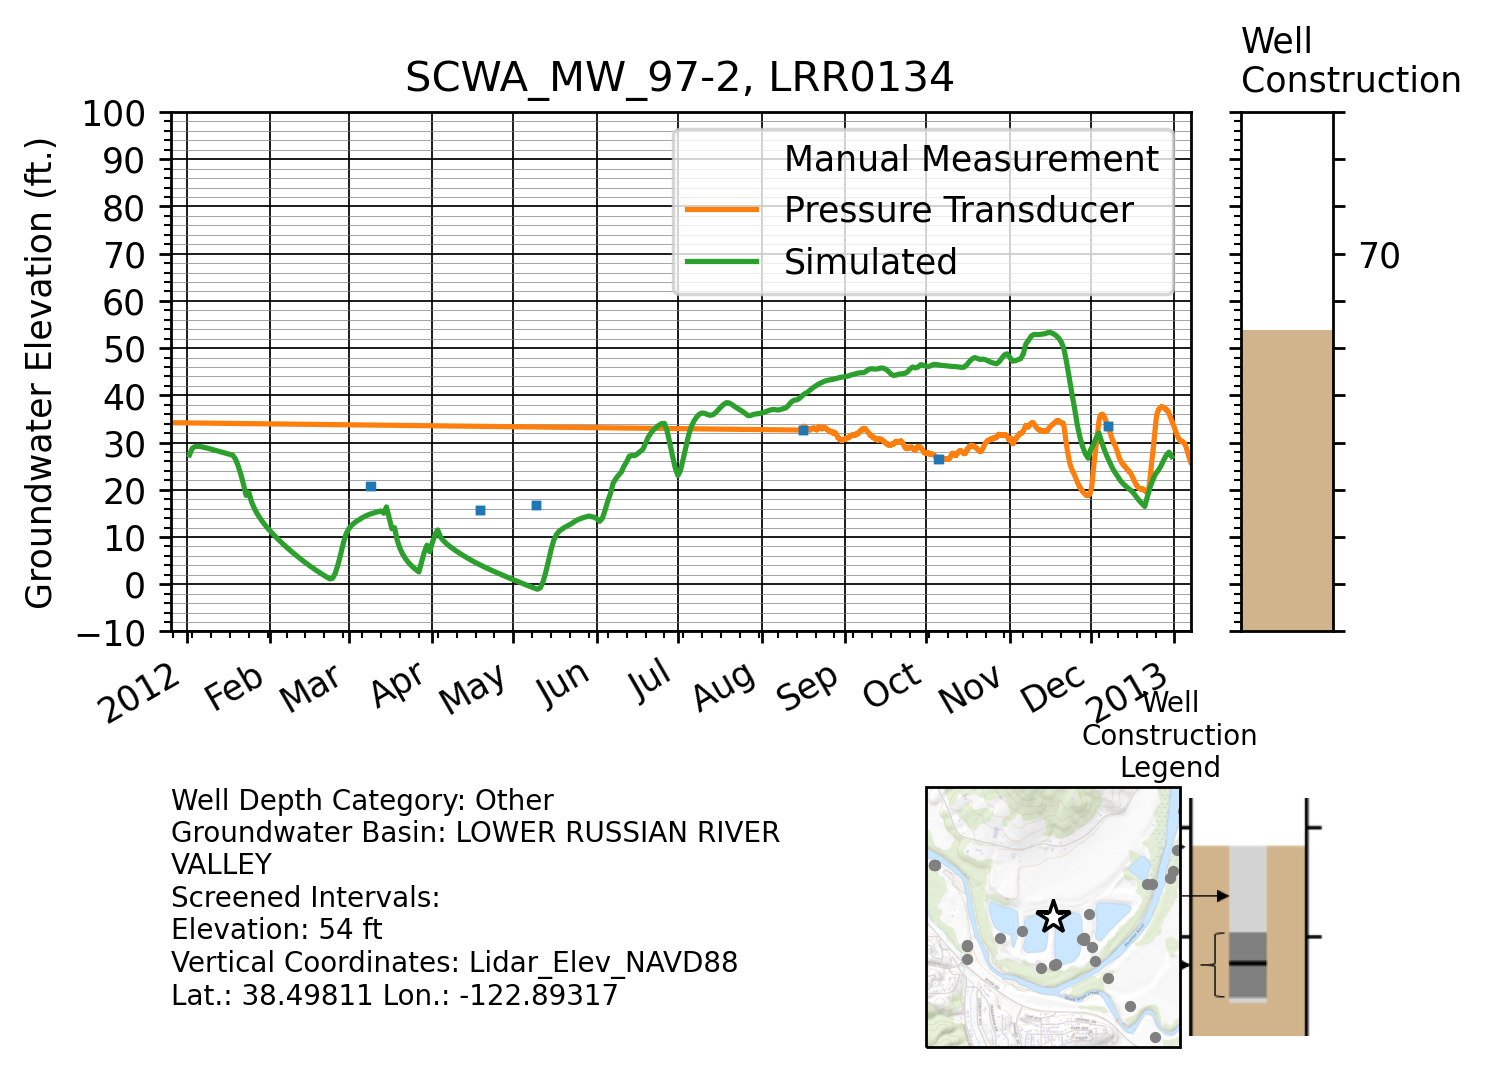 Well
Construction
SCWA_MW_97-2, LRR0134
Groundwater Elevation (ft.)
100
90
80
70
60
50
40
30
20
10
0
−10
Manual Measurement
Pressure Transducer
Simulated
70
2012
Feb
Mar
Apr
May
Jun
Jul
Aug
Sep
Oct
Nov
Dec
2013
Well
Construction
Legend
Well Depth Category: Other
Groundwater Basin: LOWER RUSSIAN RIVER
VALLEY
Screened Intervals:
Elevation: 54 ft
Vertical Coordinates: Lidar_Elev_NAVD88
Lat.: 38.49811 Lon.: -122.89317